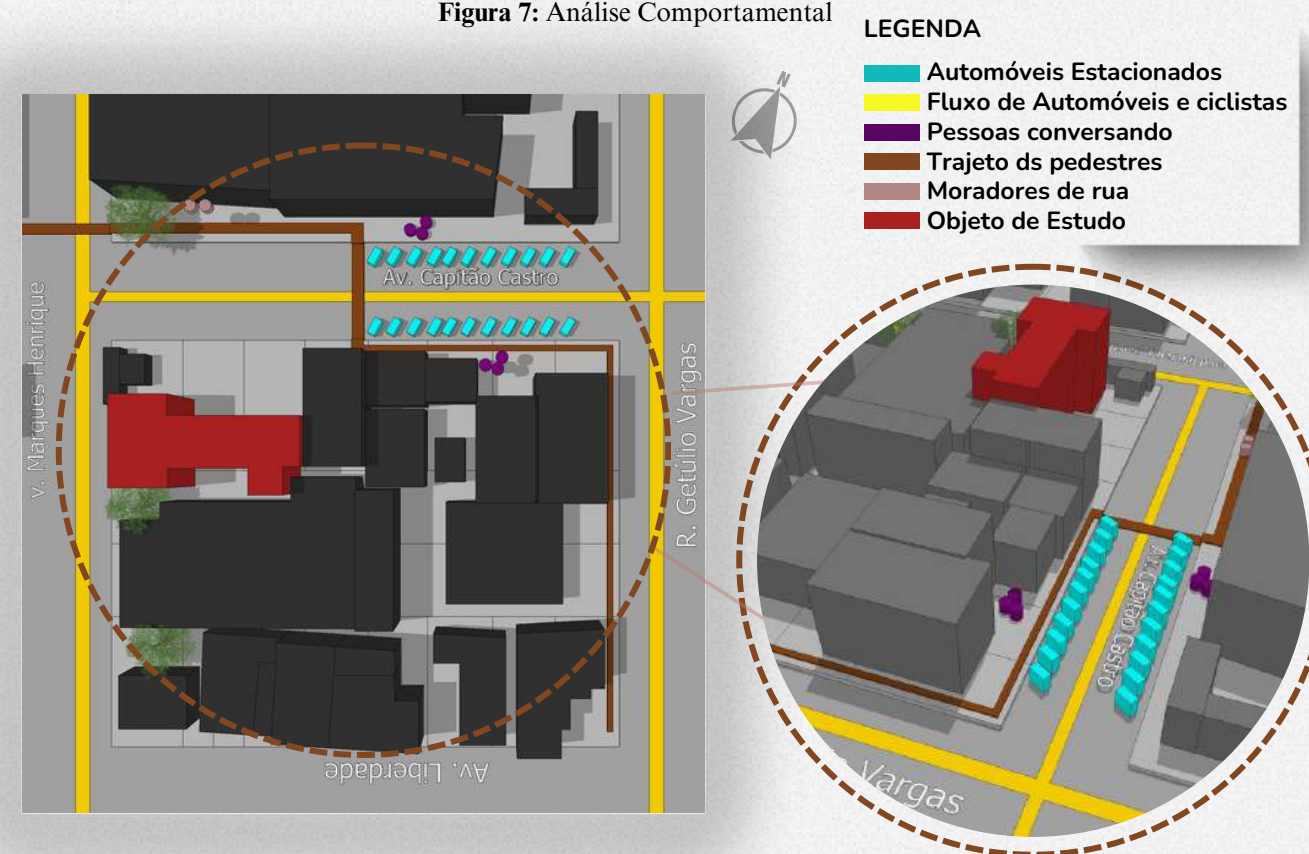 Figura 7: Análise Comportamental
LEGENDA
Automóveis Estacionados
Fluxo de Automóveis e ciclistas
Pessoas conversando
Trajeto ds pedestres
Moradores de rua
Objeto de Estudo
N
Av. Capitão Castro
v. Marques Henrique
R. Getúlio Vargas
Av. Liberdade
Av. Capitão Castro
Vargas